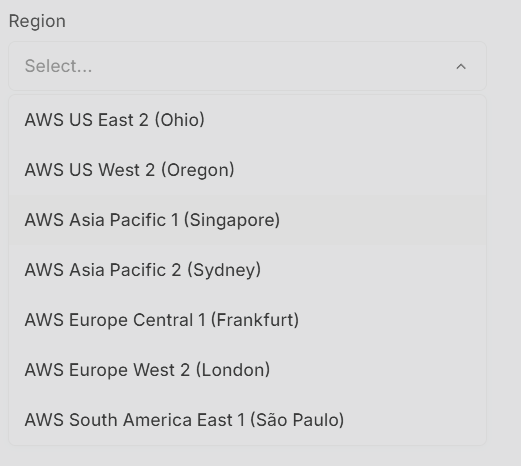 Region
Select...
AWS US East 2 (Ohio)
AWS US West 2 (Oregon)
AWS Asia Pacific 1 (Singapore)
AWS Asia Pacific 2 (Sydney)
AWS Europe Central 1 (Frankfurt)
AWS Europe West 2 (London)
AWS South America East 1 (São Paulo)